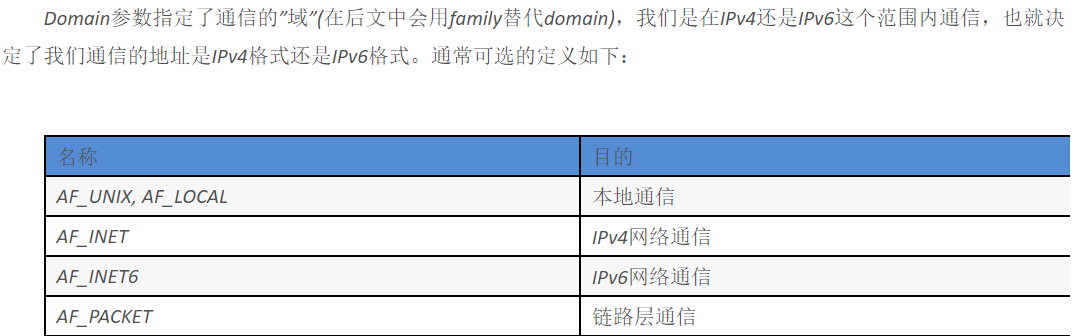 Domain参数指定了通信的”域”(在后文中会用family替代domain)，我们是在IPv4还是IPv6这个范围内通信，也就决
定了我们通信的地址是IPv4格式还是IPv6格式。通常可选的定义如下：
名称 目的
AF_UNIX, AF_LOCAL 本地通信
AF_INET IPv4网络通信
AF_INET6 IPv6网络通信
AF_PACKET 链路层通信